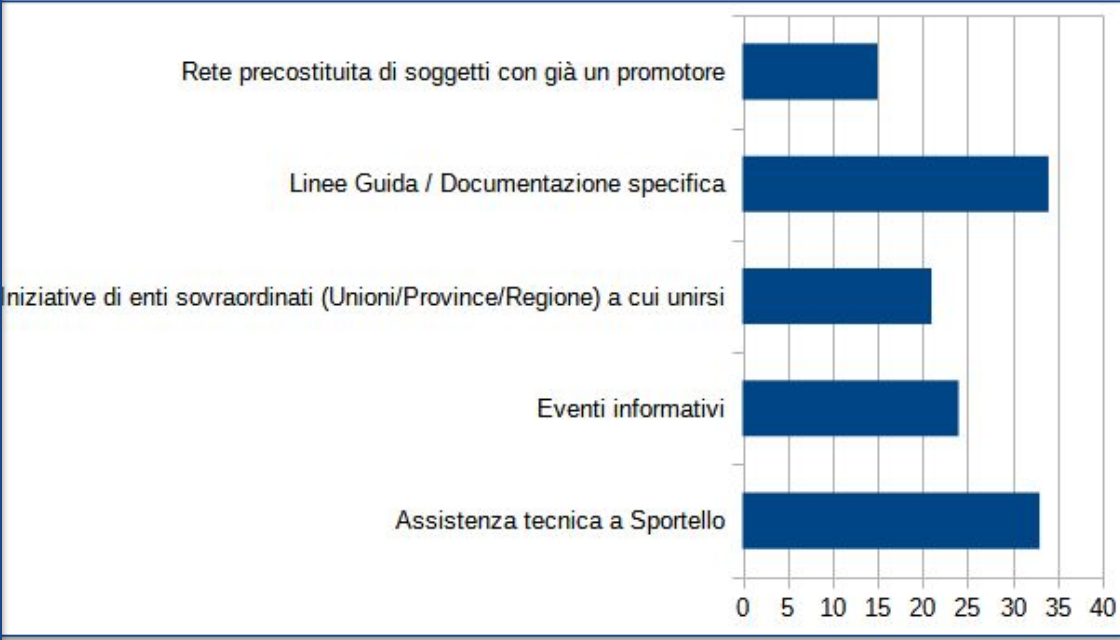 Rete precostituita di soggetti con già un promotore
Linee Guida / Documentazione specifica
Iniziative di enti sovraordinati (Unioni/Province/Regione) a cui unirsi
Eventi informativi
Assistenza tecnica a Sportello
0 5 10 15 20 25 30 35 40